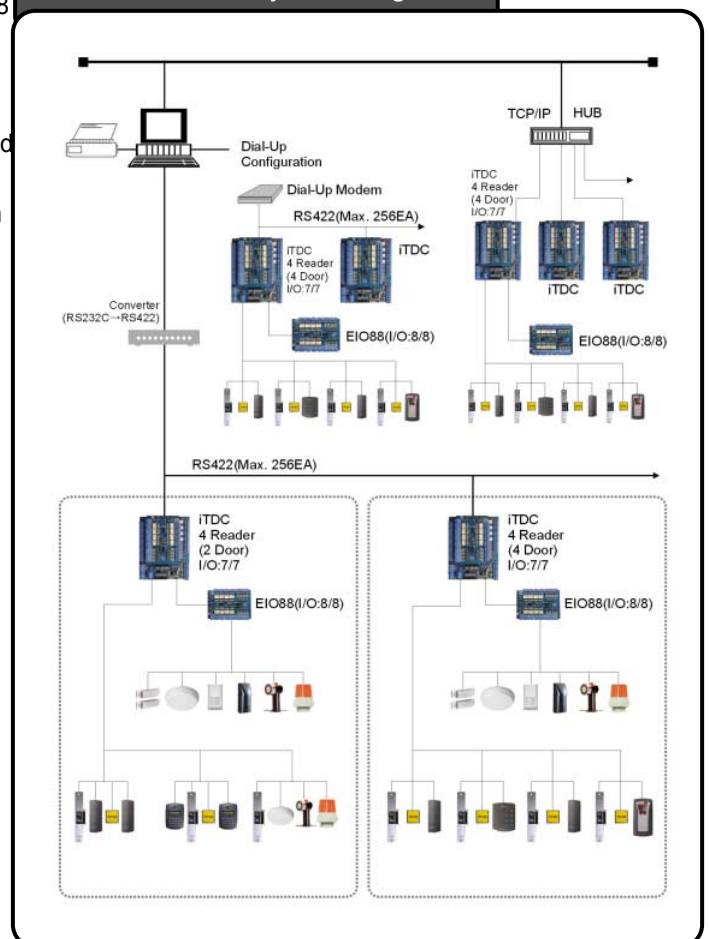 8
d
TCP/IP HUB
Dial-Up
Configuration
Dial-Up Modem
RS422(Max. 256EA)
iTDC
4 Reader
(4 Door)
I/O:7/7
iTDC
iTDC
4 Reader
(4 Door)
I/O:7/7
iTDC
iTDC
Converter
(RS232C→RS422)
EIO88(I/O:8/8)
EIO88(I/O:8/8)
RS422(Max. 256EA)
iTDC
4 Reader
(2 Door)
I/O:7/7
EIO88(I/O:8/8)
iTDC
4 Reader
(4 Door)
I/O:7/7
EIO88(I/O:8/8)